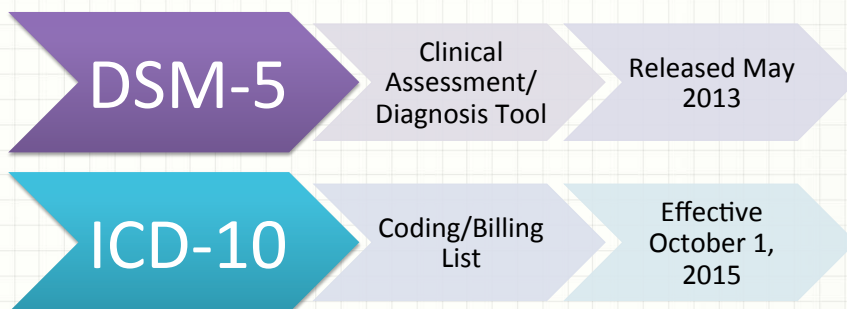 DSM-5
Clinical
Assessment/
Diagnosis Tool
Released May
2013
ICD-10
Coding/Billing
List
Effective
October 1,
2015